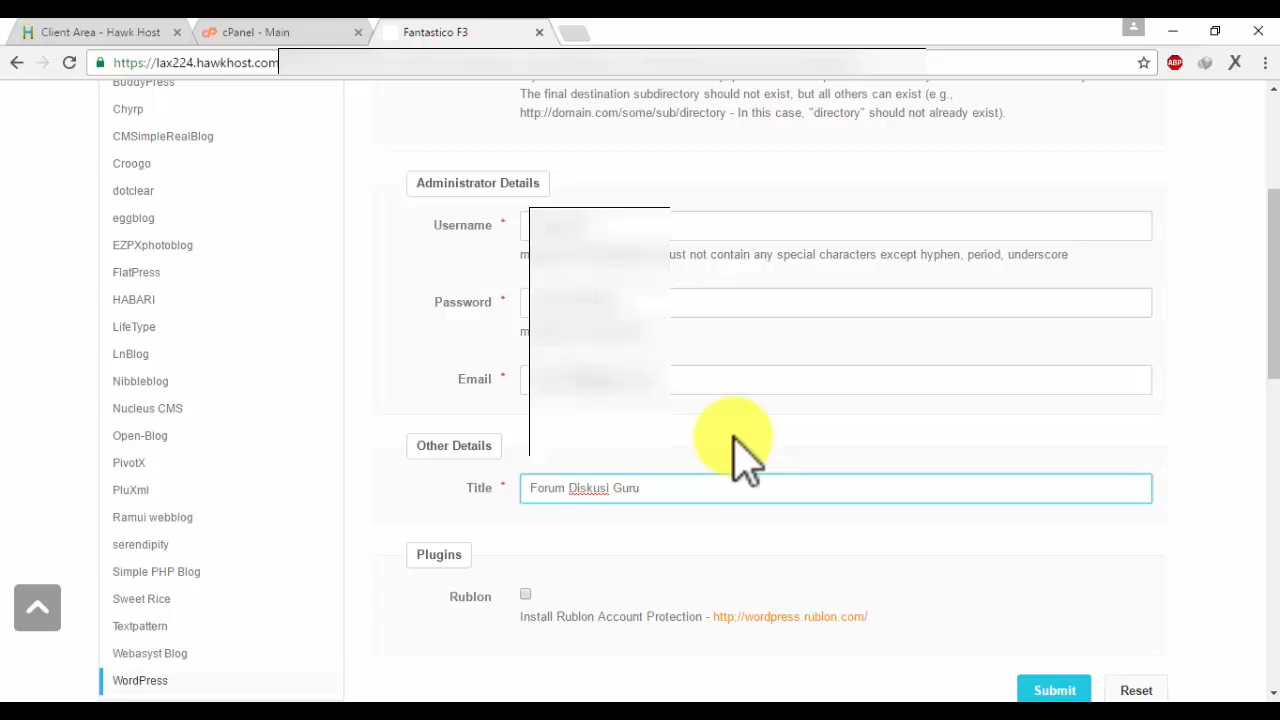 Client Area - Hawk Host
cPanel - Main
Fantastico F3
https://lax224.hawkhost.com
ABP
BuddyPress
Chyrp
CMSimpleRealBlog
Croogo
dotclear
eggblog
EZPXphotoblog
FlatPress
HABARI
LifeType
LnBlog
Nibbleblog
Nucleus CMS
Open-Blog
PivotX
PluXml
Ramui webblog
serendipity
Simple PHP Blog
Sweet Rice
Textpattern
Webasyst Blog
WordPress
The final destination subdirectory should not exist, but all others can exist (e.g.,
http://domain.com/some/sub/directory - In this case, "directory" should not already exist).
Administrator Details
Username *
ust not contain any special characters except hyphen, period, underscore
Password *
Email *
Other Details
Title *
Forum Diskusi Guru
Plugins
Rublon
Install Rublon Account Protection - http://wordpress.rublon.com/
Submit
Reset